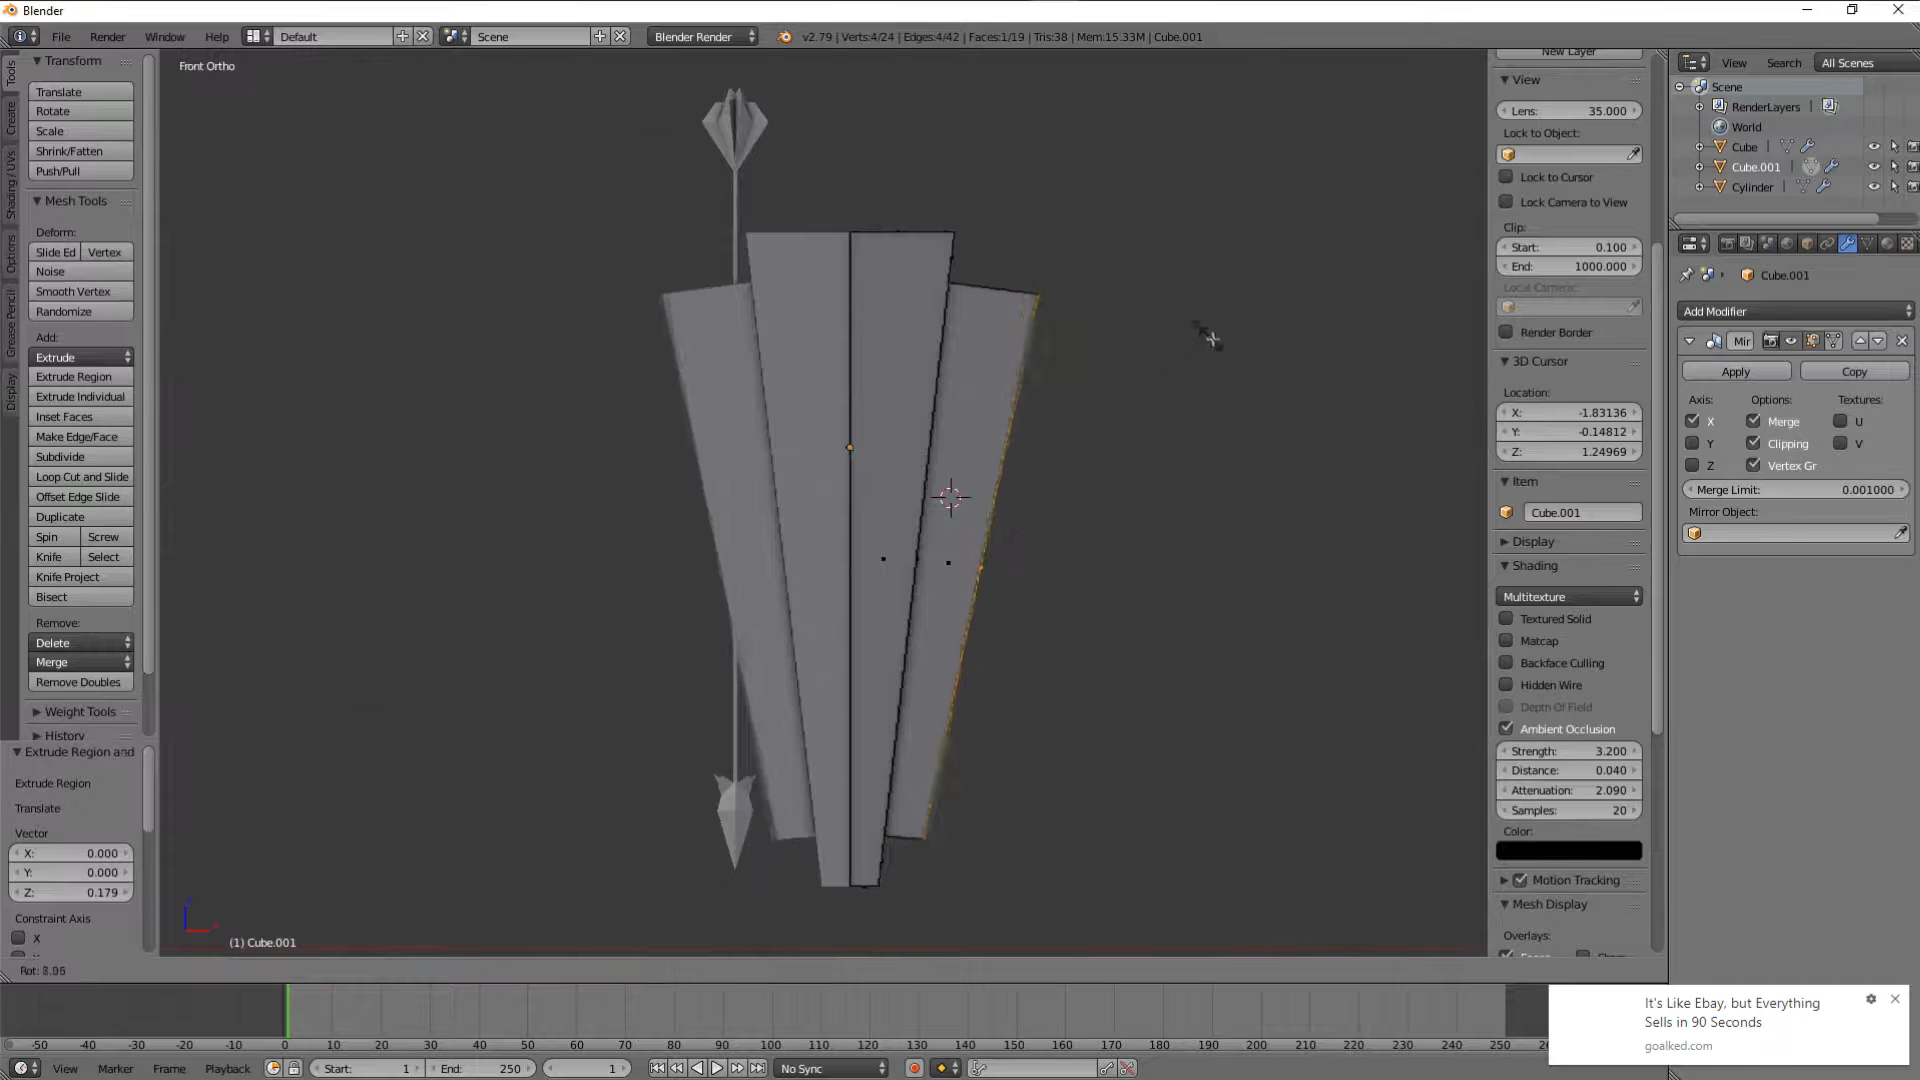 Blender
File Render Window Help Default Scene Blender Render v2.79 | Verts:4/24 | Edges:4/42 | Faces:1/19 | Tris:38 | Mem:15.33M | Cube.001
Tools
Create
Shading / UVs
Options
Grease Pencil
Display
Transform
Translate
Rotate
Scale
Shrink/Fatten
Push/Pull
Mesh Tools
Deform:
Slide Ed Vertex
Noise
Smooth Vertex
Randomize
Add:
Extrude
Extrude Region
Extrude Individual
Inset Faces
Make Edge/Face
Subdivide
Loop Cut and Slide
Offset Edge Slide
Duplicate
Spin Screw
Knife Select
Knife Project
Bisect
Remove:
Delete
Merge
Remove Doubles
Weight Tools
History
Extrude Region and
Extrude Region
Translate
Vector
X: 0.000
Y: 0.000
Z: 0.179
Constraint Axis
X
Front Ortho
(1) Cube.001
New Layer
View
Lens: 35.000
Lock to Object:
Lock to Cursor
Lock Camera to View
Clip:
Start: 0.100
End: 1000.000
Local Camera:
Render Border
3D Cursor
Location:
X: -1.83136
Y: -0.14812
Z: 1.24969
Item
Cube.001
Display
Shading
Multitexture
Textured Solid
Matcap
Backface Culling
Hidden Wire
Depth Of Field
Ambient Occlusion
Strength: 3.200
Distance: 0.040
Attenuation: 2.090
Samples: 20
Color:
Motion Tracking
Mesh Display
Overlays:
View Search All Scenes
Scene
RenderLayers |
World
Cube |
Cube.001 |
Cylinder |
Cube.001
Add Modifier
Mir
Apply Copy
Axis: Options: Textures:
X Merge U
Y Clipping V
Z Vertex Gr
Merge Limit: 0.001000
Mirror Object:
-50 -40 -30 -20 -10 0 10 20 30 40 50 60 70 80 90 100 110 120 130 140 150 160 170 180 190 200 210 220 230 240 250
View Marker Frame Playback Start: 1 End: 250 1 No Sync
It's Like Ebay, but Everything
Sells in 90 Seconds
goalked.com